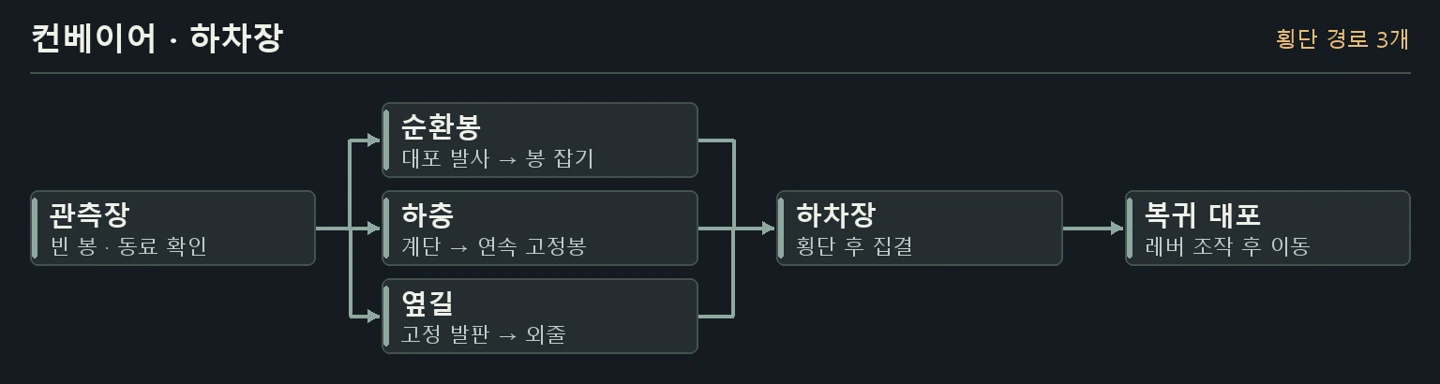 컨베이어 · 하차장
횡단 경로 3개
관측장
빈 봉 · 동료 확인
순환봉
대포 발사 → 봉 잡기
하층
계단 → 연속 고정봉
옆길
고정 발판 → 외줄
하차장
횡단 후 집결
복귀 대포
레버 조작 후 이동